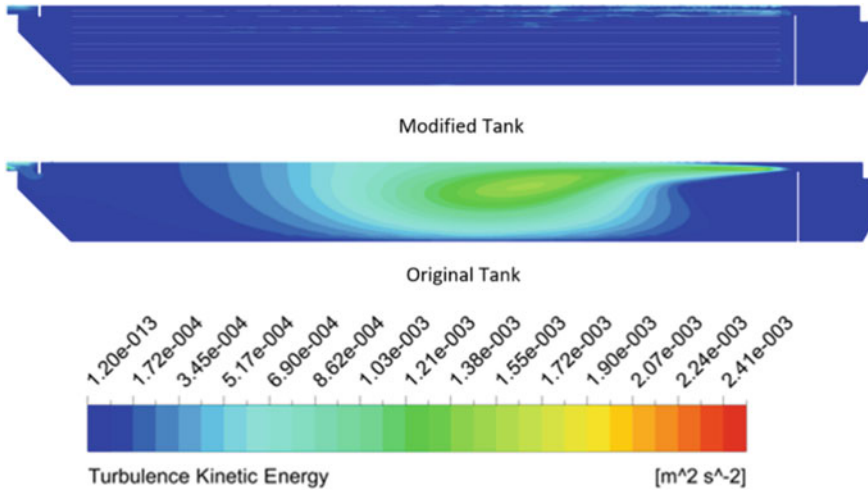 Modified Tank
Original Tank
1.20e-013
1.72e-004
3.45e-004
5.17e-004
6.90e-004
8.62e-004
1.03e-003
1.21e-003
1.38e-003
1.55e-003
1.72e-003
1.90e-003
2.07e-003
2.24e-003
2.41e-003
Turbulence Kinetic Energy [m^2 s^-2]